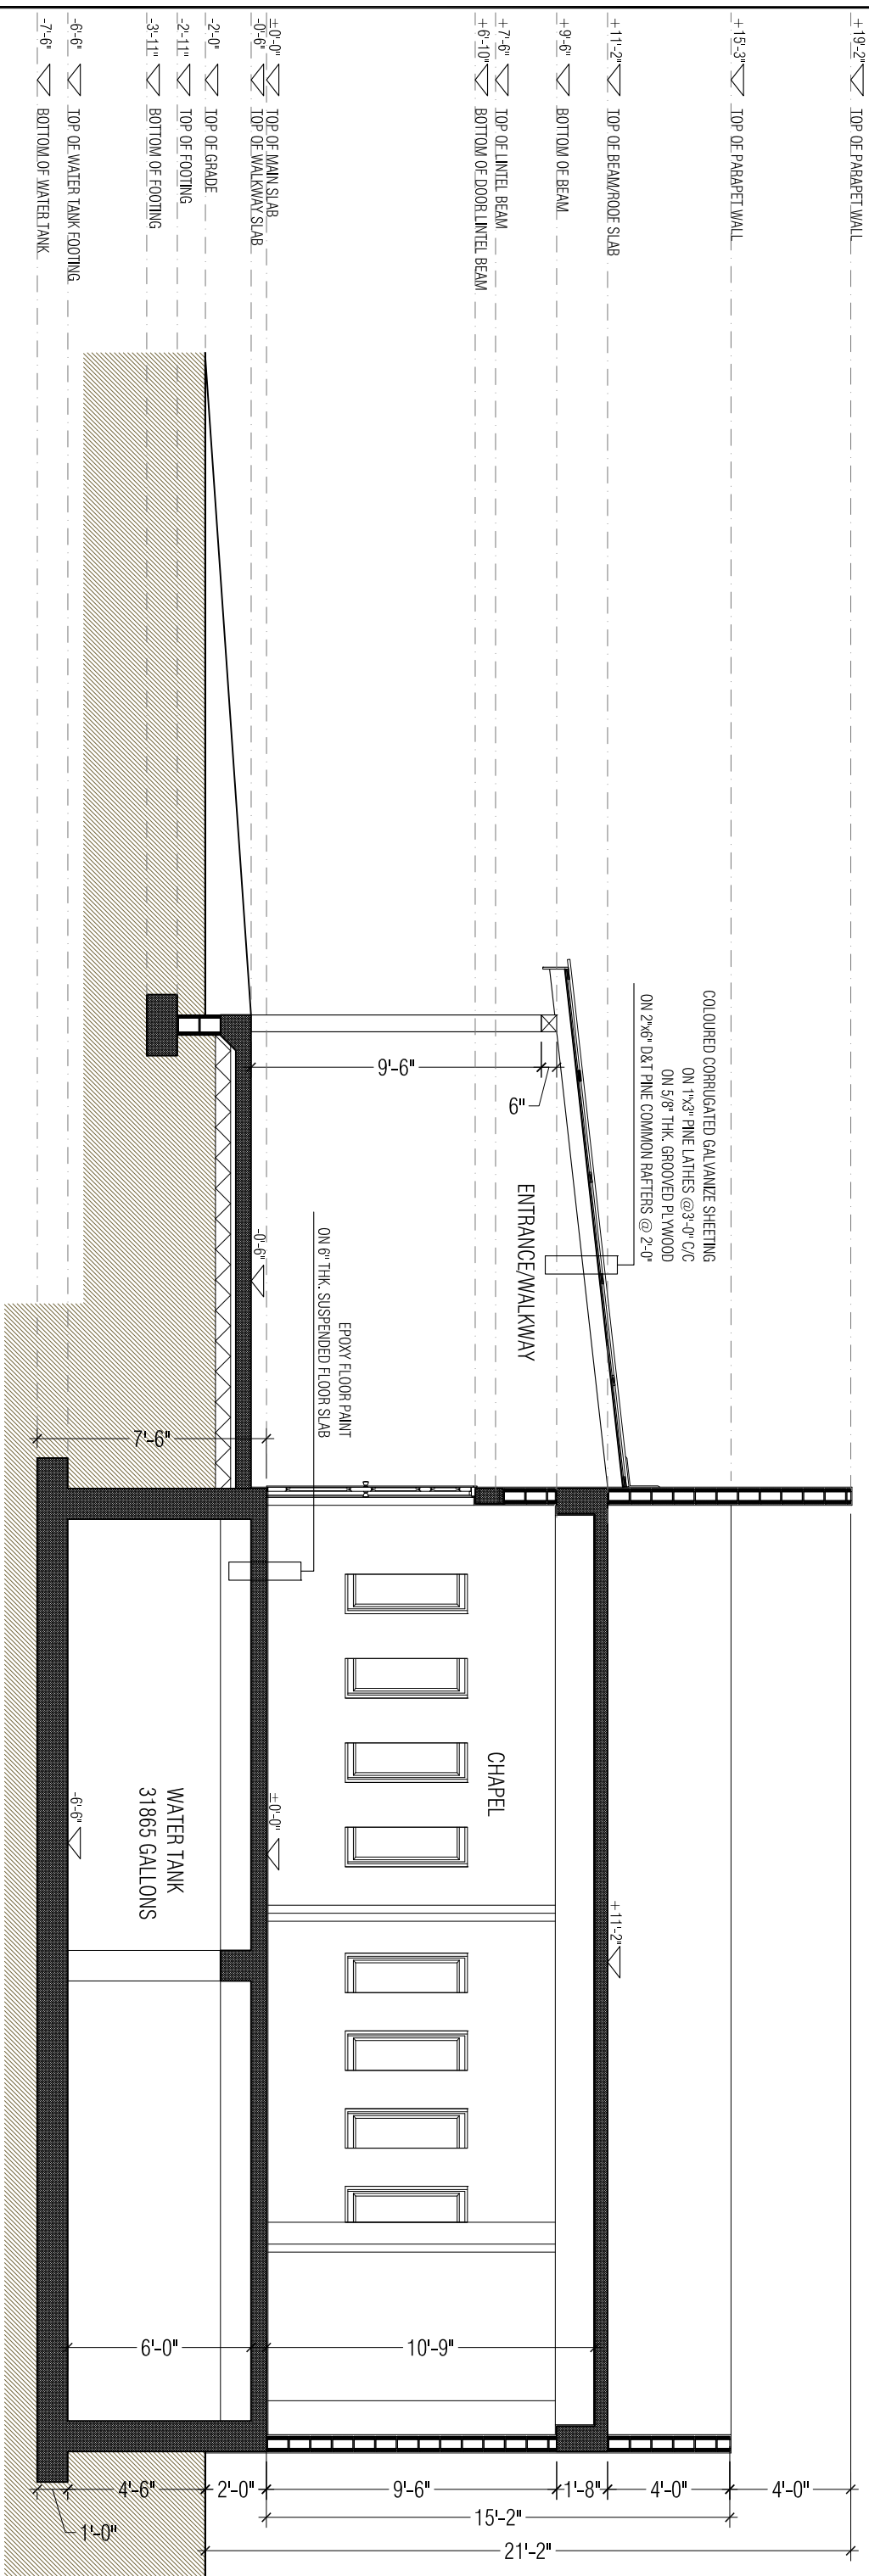 +19'-2" TOP OF PARAPET WALL
+15'-3" TOP OF PARAPET WALL
+11'-2" TOP OF BEAM/ROOF SLAB
+9'-6" BOTTOM OF BEAM
+7'-6" TOP OF LINTEL BEAM
+6'-10" BOTTOM OF DOOR LINTEL BEAM
±0'-0" TOP OF MAIN SLAB
-0'-6" TOP OF WALKWAY SLAB
-2'-0" TOP OF GRADE
-2'-11" TOP OF FOOTING
-3'-11" BOTTOM OF FOOTING
-6'-6" TOP OF WATER TANK FOOTING
-7'-6" BOTTOM OF WATER TANK
COLOURED CORRUGATED GALVANIZE SHEETING
ON 1"x3" PINE LATHES @3'-0" C/C
ON 5/8" THK. GROOVED PLYWOOD
ON 2"x6" D&T PINE COMMON RAFTERS @ 2'-0"
9'-6"
6"
ENTRANCE/WALKWAY
-0'-6"
EPOXY FLOOR PAINT
ON 6" THK. SUSPENDED FLOOR SLAB
7'-6"
CHAPEL
±0'-0"
+11'-2"
WATER TANK
31865 GALLONS
-6'-6"
10'-9"
6'-0"
4'-0"
4'-0"
1'-8"
9'-6"
2'-0"
4'-6"
1'-0"
15'-2"
21'-2"